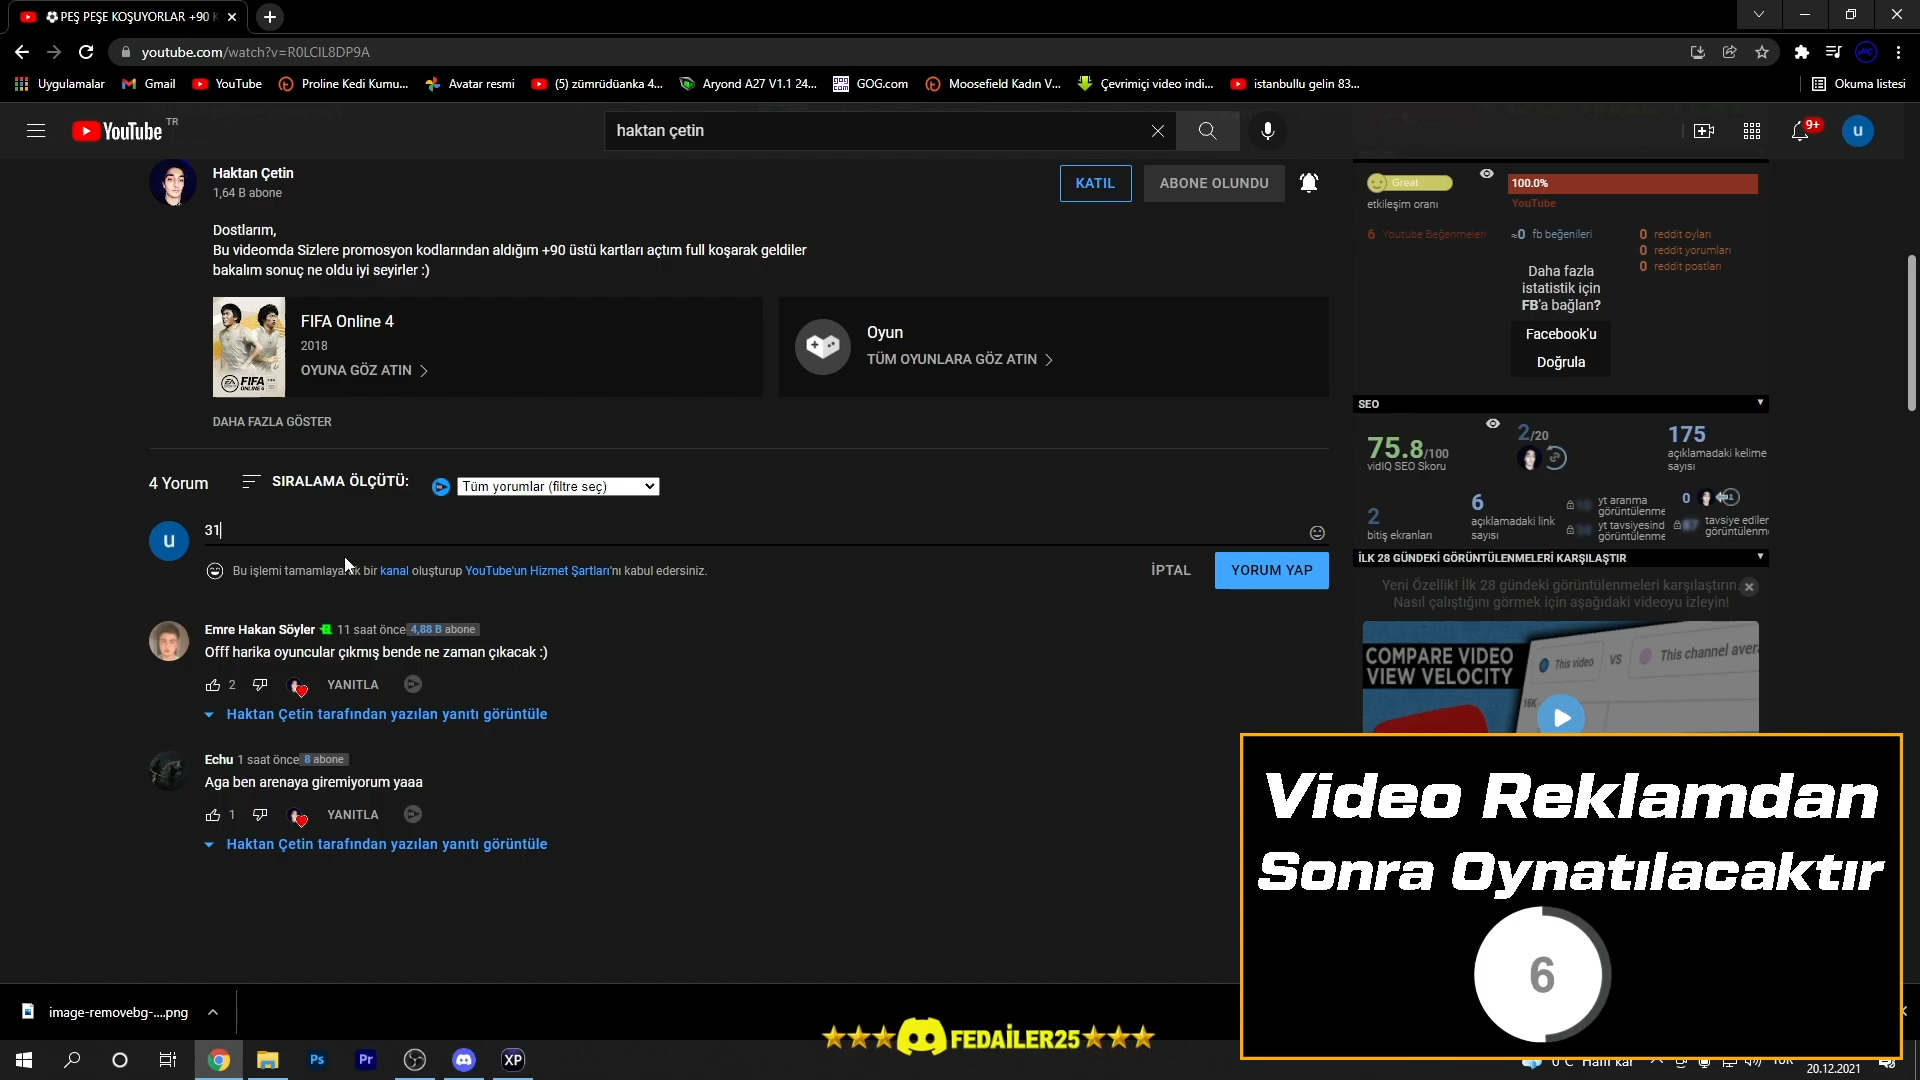 ⚽PEŞ PEŞE KOŞUYORLAR +90
youtube.com/watch?v=R0LCIL8DP9A
Uygulamalar
Gmail
YouTube
Proline Kedi Kumu...
Avatar resmi
(5) zümrüdüanka 4...
Aryond A27 V1.1 24...
GOG.com
Moosefield Kadın V...
Çevrimiçi video indi...
istanbullu gelin 83...
Okuma listesi
YouTube TR
haktan çetin
9+
u
Haktan Çetin
1,64 B abone
KATIL
ABONE OLUNDU
Dostlarım,
Bu videomda Sizlere promosyon kodlarından aldığım +90 üstü kartları açtım full koşarak geldiler
bakalım sonuç ne oldu iyi seyirler :)
FIFA Online 4
2018
OYUNA GÖZ ATIN
Oyun
TÜM OYUNLARA GÖZ ATIN
DAHA FAZLA GÖSTER
4 Yorum
SIRALAMA ÖLÇÜTÜ:
Tüm yorumlar (filtre seç)
u
31
Bu işlemi tamamlayarak bir kanal oluşturup YouTube'un Hizmet Şartları'nı kabul edersiniz.
İPTAL
YORUM YAP
Emre Hakan Söyler 11 saat önce 4,88 B abone
Offf harika oyuncular çıkmış bende ne zaman çıkacak :)
2
YANITLA
Haktan Çetin tarafından yazılan yanıtı görüntüle
Echu 1 saat önce 8 abone
Aga ben arenaya giremiyorum yaaa
1
YANITLA
Haktan Çetin tarafından yazılan yanıtı görüntüle
Great
etkileşim oranı
100.0%
YouTube
6 Youtube Beğenmeleri
≈0 fb beğenileri
0 reddit oyları
0 reddit yorumları
0 reddit postları
Daha fazla
istatistik için
FB'a bağlan?
Facebook'u
Doğrula
SEO
75.8/100
vidIQ SEO Skoru
2/20
175
açıklamadaki kelime
sayısı
2
bitiş ekranları
6
açıklamadaki link
sayısı
yt aranma
görüntülenme
yt tavsiyesind
görüntülenme
0
tavsiye edilen
görüntülenme
İLK 28 GÜNDEKİ GÖRÜNTÜLENMELERİ KARŞILAŞTIR
Yeni Özellik! İlk 28 gündeki görüntülenmeleri karşılaştırın.
Nasıl çalıştığını görmek için aşağıdaki videoyu izleyin!
COMPARE VIDEO
VIEW VELOCITY
This video
VS
This channel aver
16K
Video Reklamdan
Sonra Oynatılacaktır
6
image-removebg-....png
★★★FEDAİLER25★★★
Ps
Pr
XP
0°C Hafif kar
20.12.2021